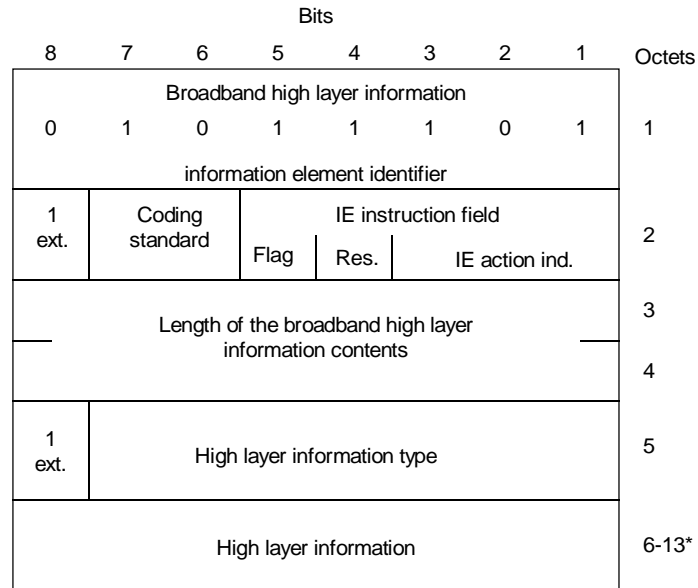 Bits
8 7 6 5 4 3 2 1 Octets
Broadband high layer information
0 1 0 1 1 1 0 1 1
information element identifier
1 Coding IE instruction field
ext. standard 2
Flag Res. IE action ind.
3
Length of the broadband high layer
information contents
4
1
ext. High layer information type 5
High layer information 6-13*